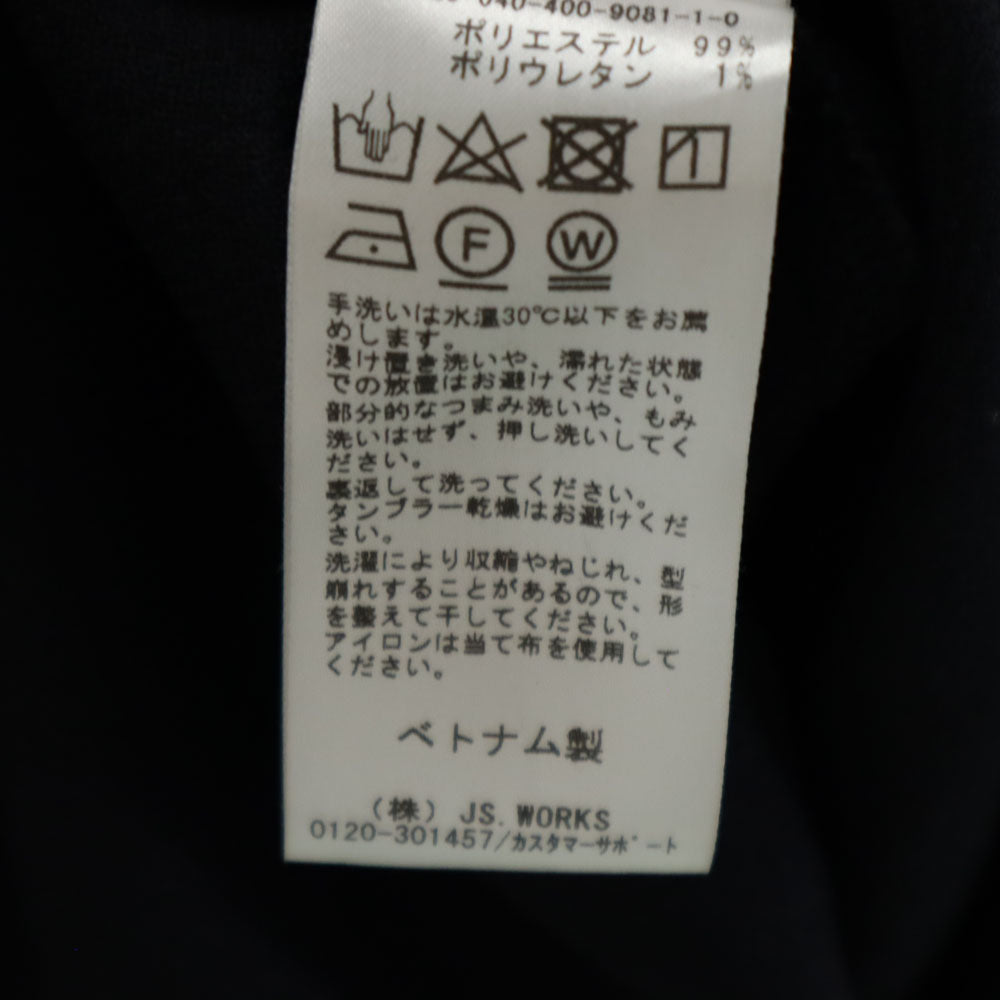 040-400-9081-1-0
ポリエステル 99%
ポリウレタン 1%
F W
手洗いは水温30℃以下をお薦
めします。
浸け置き洗いや、濡れた状態
での放置はお避けください。
部分的なつまみ洗いや、もみ
洗いはせず、押し洗いしてく
ださい。
裏返して洗ってください。
タンブラー乾燥はお避けくだ
さい。
洗濯により収縮やねじれ、型
崩れすることがあるので、形
を整えて干してください。
アイロンは当て布を使用して
ください。
ベトナム製
(株) JS.WORKS
0120-301457/カスタマーサポート